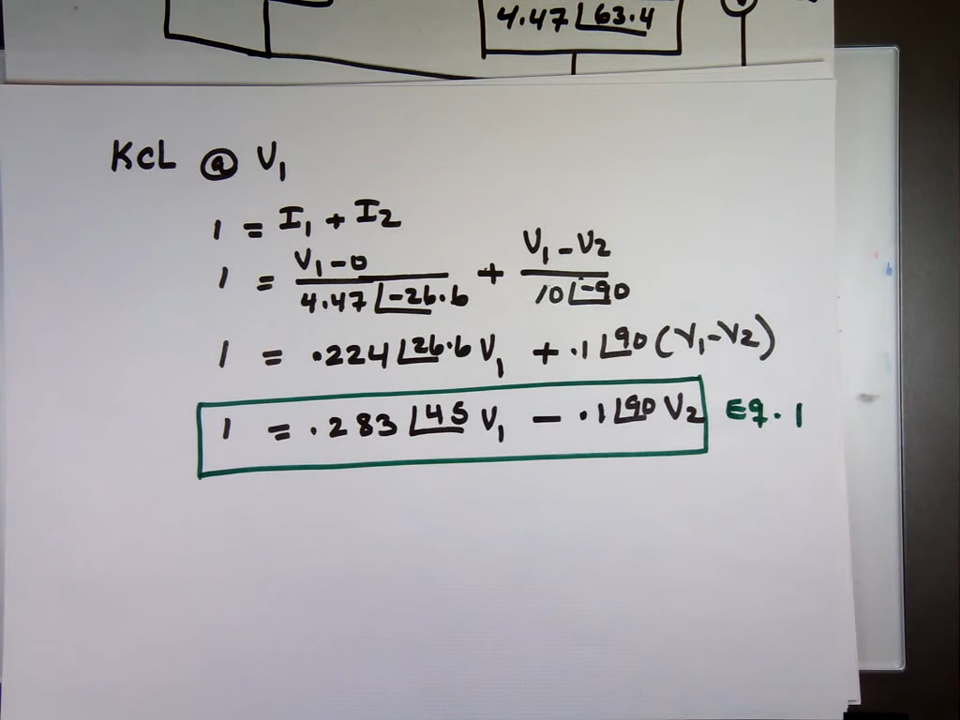 4.47∠63.4
KCL @ V₁
1 = I₁ + I₂
1 = (V₁-0)/(4.47∠-26.6) + (V₁-V₂)/(10∠-90)
1 = .224∠26.6 V₁ + .1∠90 (V₁-V₂)
1 = .283∠45 V₁ - .1∠90 V₂ Eq. 1